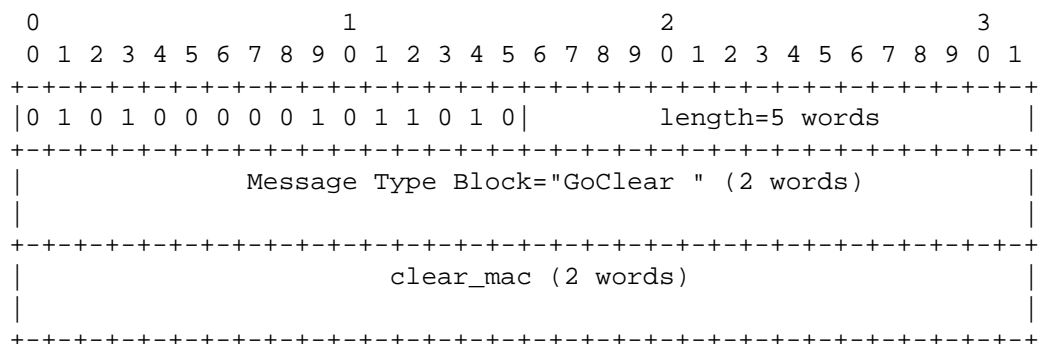 0                   1                   2                   3
 0 1 2 3 4 5 6 7 8 9 0 1 2 3 4 5 6 7 8 9 0 1 2 3 4 5 6 7 8 9 0 1
+-+-+-+-+-+-+-+-+-+-+-+-+-+-+-+-+-+-+-+-+-+-+-+-+-+-+-+-+-+-+-+-+
|0 1 0 1 0 0 0 0 0 1 0 1 1 0 1 0|        length=5 words         |
+-+-+-+-+-+-+-+-+-+-+-+-+-+-+-+-+-+-+-+-+-+-+-+-+-+-+-+-+-+-+-+-+
|              Message Type Block="GoClear " (2 words)          |
|                                                               |
+-+-+-+-+-+-+-+-+-+-+-+-+-+-+-+-+-+-+-+-+-+-+-+-+-+-+-+-+-+-+-+-+
|                       clear_mac (2 words)                     |
|                                                               |
+-+-+-+-+-+-+-+-+-+-+-+-+-+-+-+-+-+-+-+-+-+-+-+-+-+-+-+-+-+-+-+-+